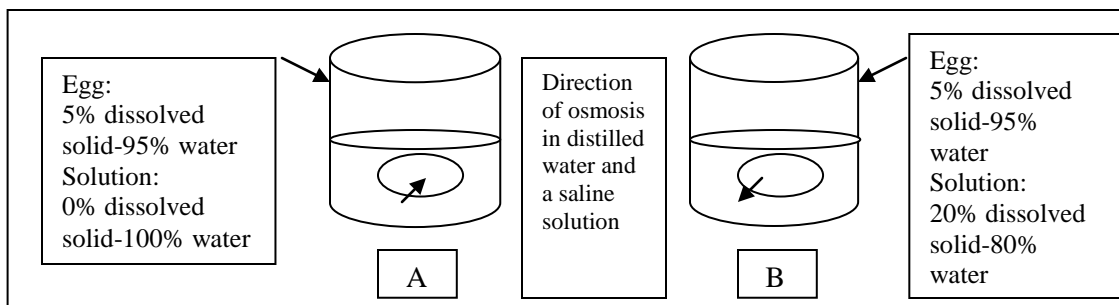 Egg:
5% dissolved
solid-95% water
Solution:
0% dissolved
solid-100% water
A
Direction
of osmosis
in distilled
water and
a saline
solution
B
Egg:
5% dissolved
solid-95%
water
Solution:
20% dissolved
solid-80%
water